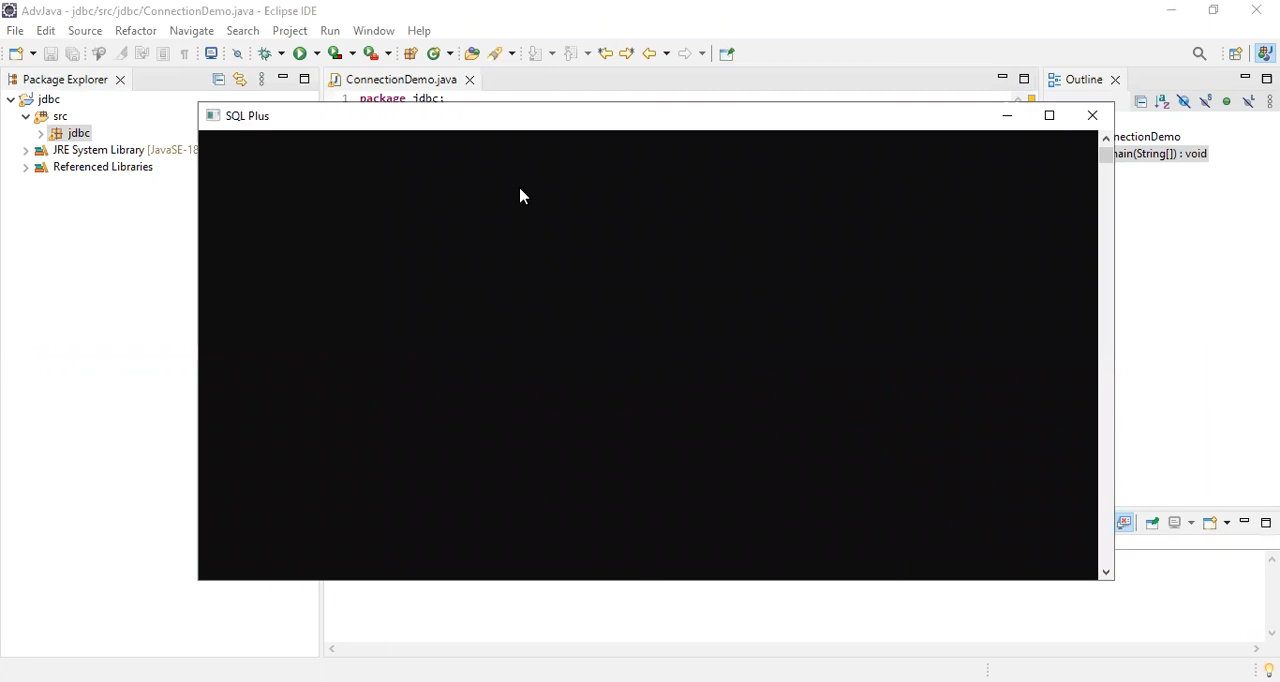 AdvJava - jdbc/src/jdbc/ConnectionDemo.java - Eclipse IDE
File Edit Source Refactor Navigate Search Project Run Window Help
Package Explorer
ConnectionDemo.java
Outline
jdbc
1 package jdbc;
src
SQL Plus
jdbc
nectionDemo
JRE System Library [JavaSE-18
main(String[]) : void
Referenced Libraries